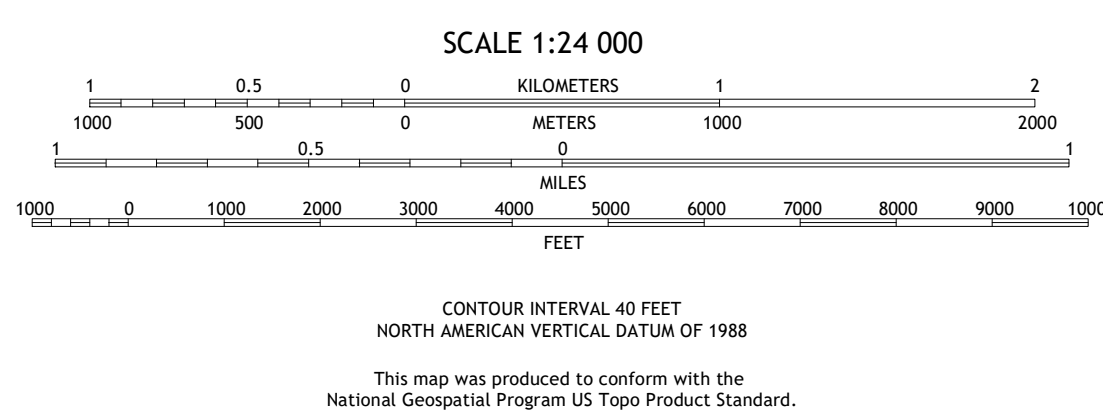 SCALE 1:24 000
1 0.5 0 KILOMETERS 1 2
1000 500 0 METERS 1000 2000
1 0.5 0 1
MILES
1000 0 1000 2000 3000 4000 5000 6000 7000 8000 9000 1000
FEET
CONTOUR INTERVAL 40 FEET
NORTH AMERICAN VERTICAL DATUM OF 1988
This map was produced to conform with the
National Geospatial Program US Topo Product Standard.